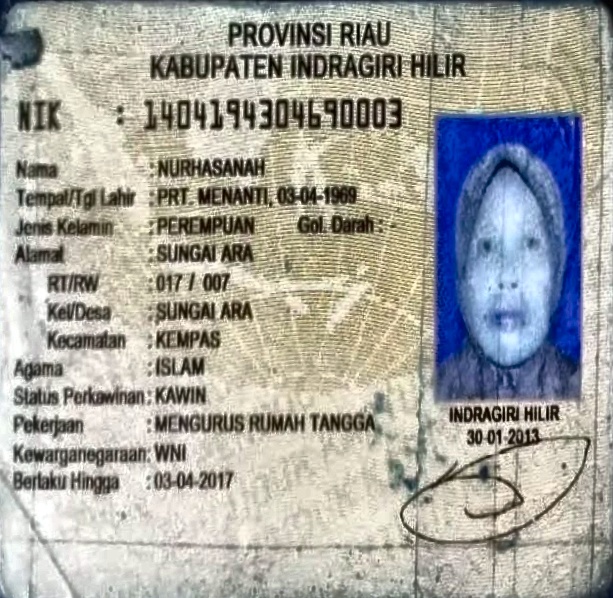 PROVINSI RIAU
KABUPATEN INDRAGIRI HILIR
NIK : 1404194304690003
Nama : NURHASANAH
Tempat/Tgl Lahir : PRT. MENANTI, 03-04-1969
Jenis Kelamin : PEREMPUAN Gol. Darah : -
Alamat : SUNGAI ARA
RT/RW : 017 / 007
Kel/Desa : SUNGAI ARA
Kecamatan : KEMPAS
Agama : ISLAM
Status Perkawinan : KAWIN
Pekerjaan : MENGURUS RUMAH TANGGA
Kewarganegaraan : WNI
Berlaku Hingga : 03-04-2017
INDRAGIRI HILIR
30-01-2013